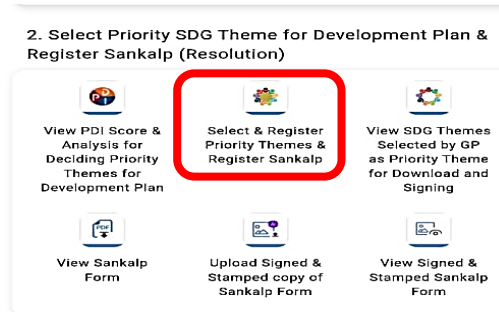 2. Select Priority SDG Theme for Development Plan &
Register Sankalp (Resolution)
PDI
View PDI Score &
Analysis for
Deciding Priority
Themes for
Development Plan
Select & Register
Priority Themes &
Register Sankalp
View SDG Themes
Selected by GP
as Priority Theme
for Download and
Signing
PDF
View Sankalp
Form
Upload Signed &
Stamped copy of
Sankalp Form
View Signed &
Stamped Sankalp
Form